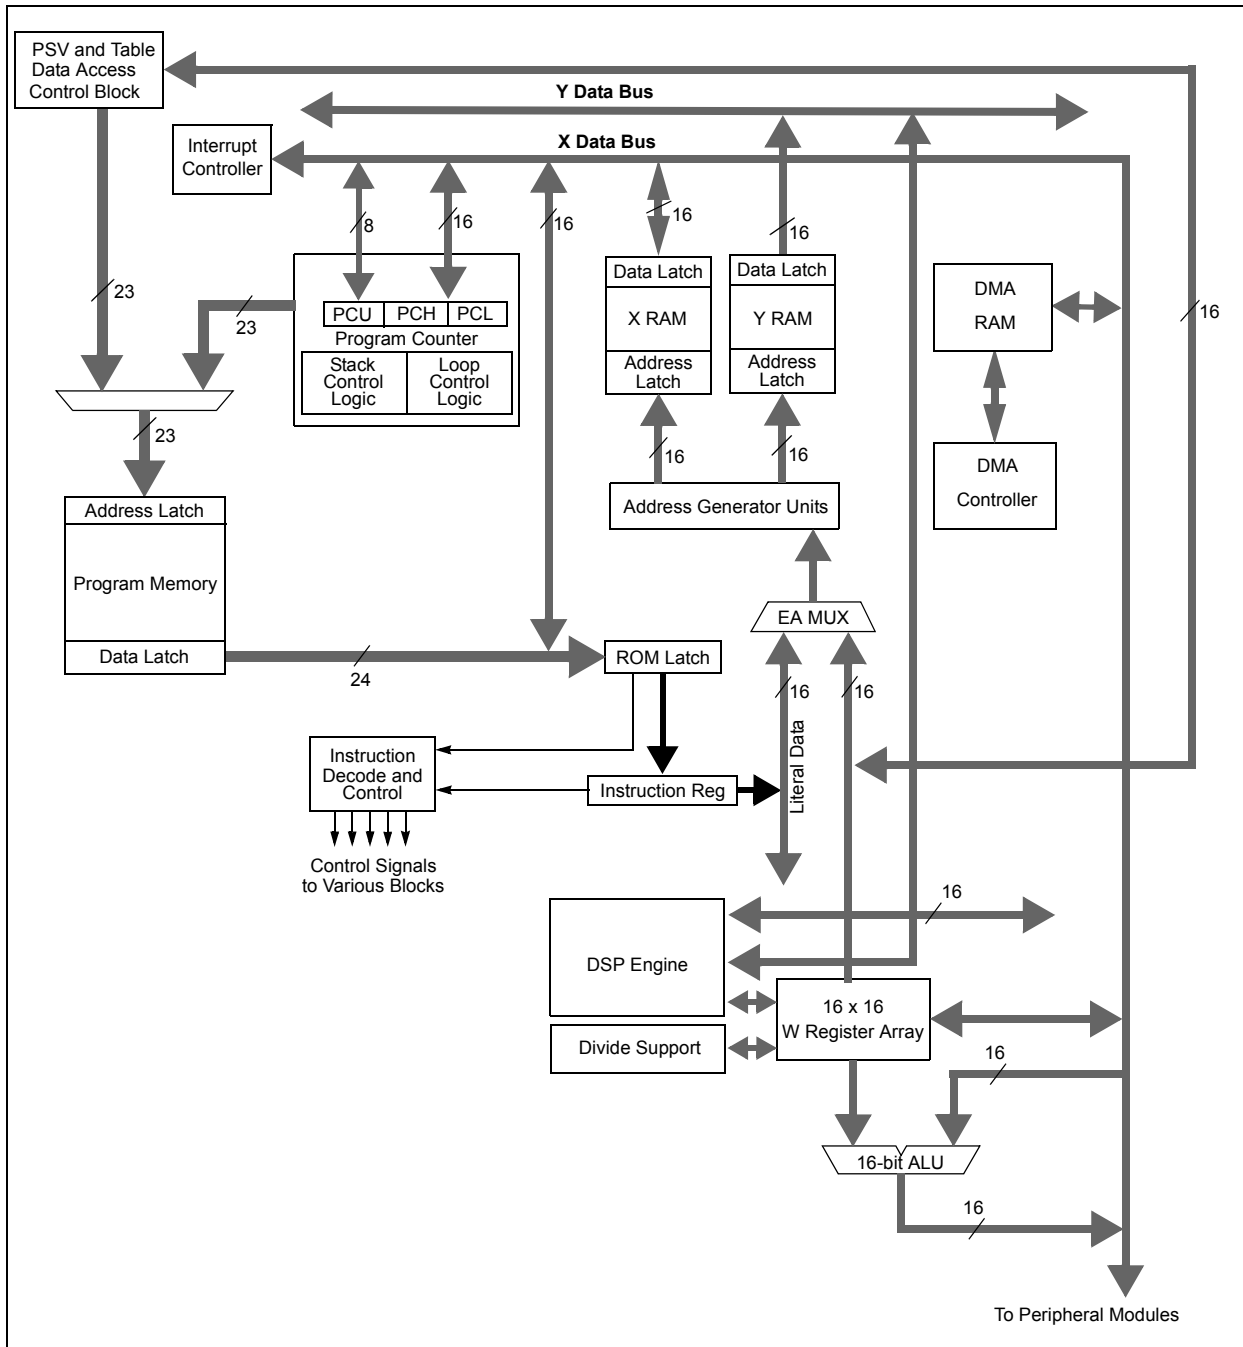 PSV and Table
Data Access
Control Block
Y Data Bus
X Data Bus
Interrupt
Controller
8
16
16
16
16
16
23
23
PCU
PCH
PCL
Program Counter
Stack
Control
Logic
Loop
Control
Logic
Data Latch
X RAM
Address
Latch
Data Latch
Y RAM
Address
Latch
DMA
RAM
DMA
Controller
23
16
16
Address Latch
Program Memory
Data Latch
Address Generator Units
EA MUX
24
ROM Latch
16
16
Literal Data
Instruction
Decode and
Control
Instruction Reg
Control Signals
to Various Blocks
16
DSP Engine
16 x 16
W Register Array
Divide Support
16
16-bit ALU
16
To Peripheral Modules